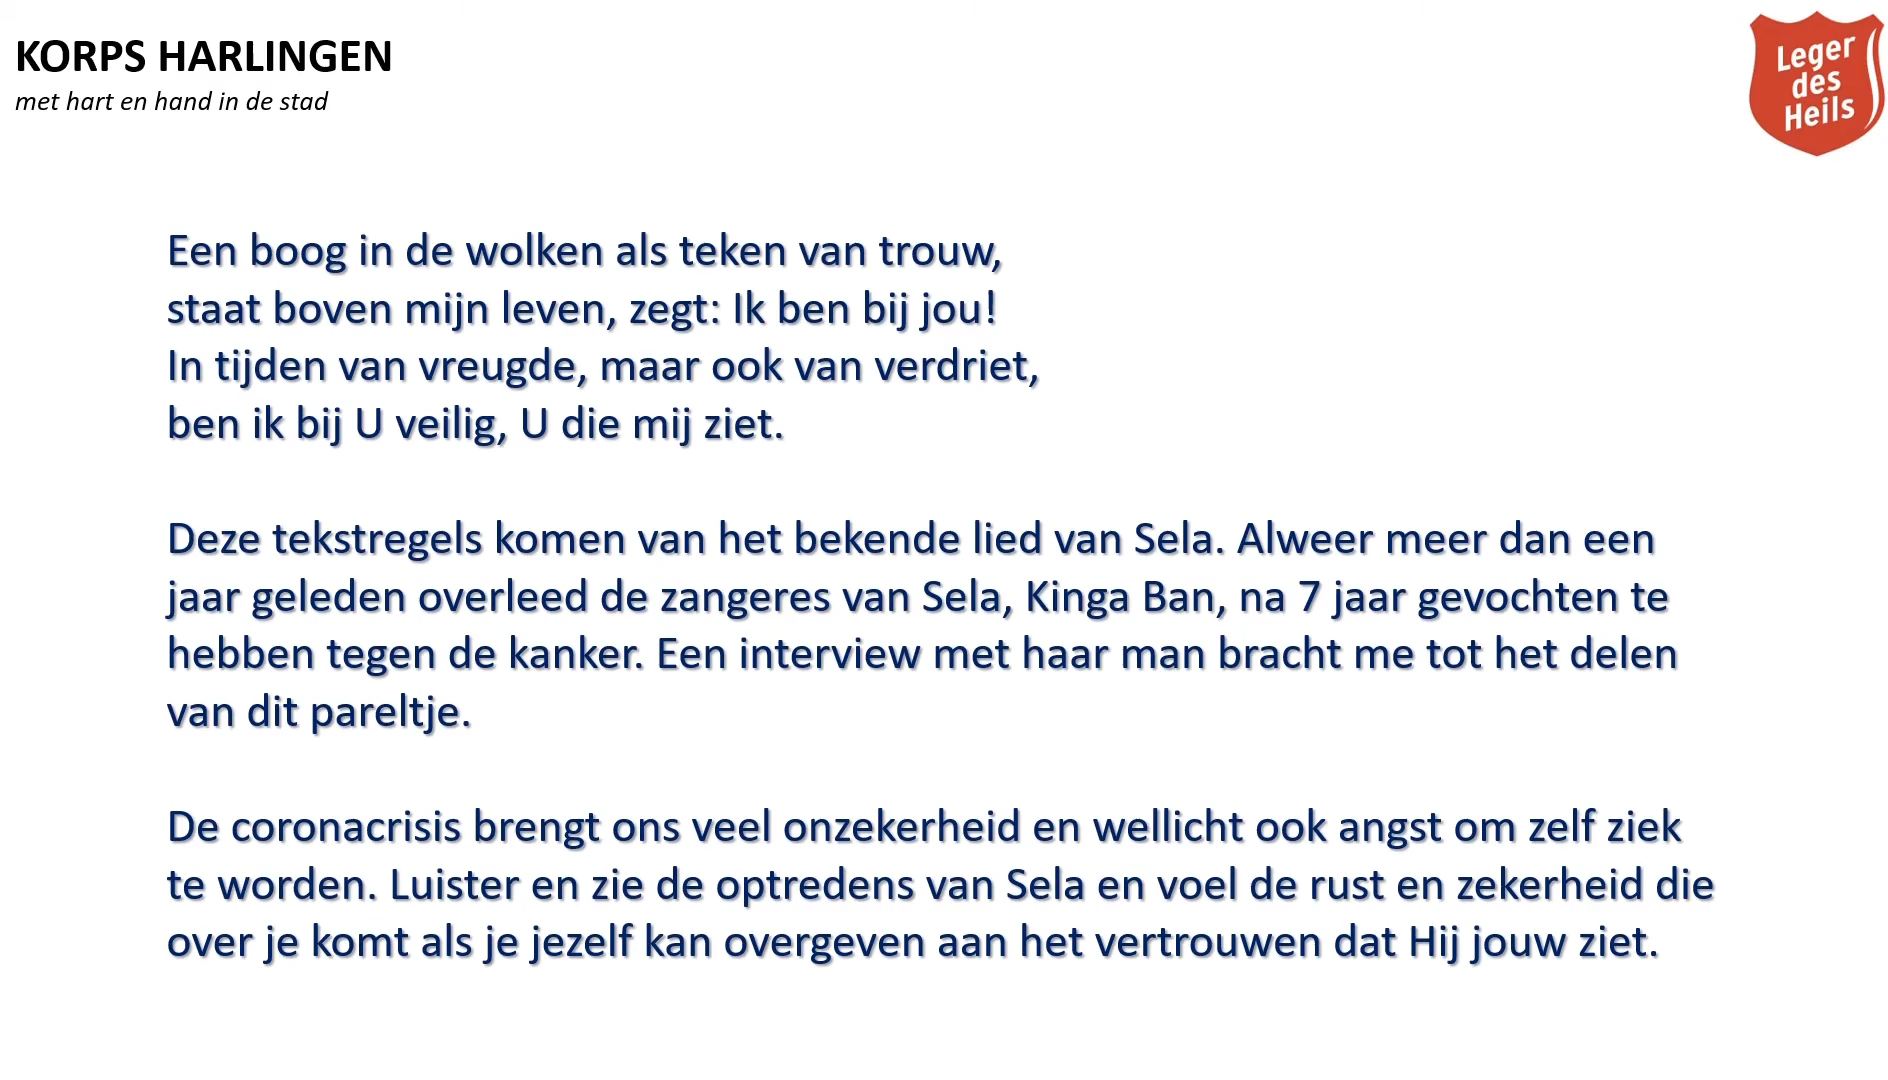 KORPS HARLINGEN
met hart en hand in de stad
Leger
des
Heils
Een boog in de wolken als teken van trouw,
staat boven mijn leven, zegt: Ik ben bij jou!
In tijden van vreugde, maar ook van verdriet,
ben ik bij U veilig, U die mij ziet.
Deze tekstregels komen van het bekende lied van Sela. Alweer meer dan een
jaar geleden overleed de zangeres van Sela, Kinga Ban, na 7 jaar gevochten te
hebben tegen de kanker. Een interview met haar man bracht me tot het delen
van dit pareltje.
De coronacrisis brengt ons veel onzekerheid en wellicht ook angst om zelf ziek
te worden. Luister en zie de optredens van Sela en voel de rust en zekerheid die
over je komt als je jezelf kan overgeven aan het vertrouwen dat Hij jouw ziet.